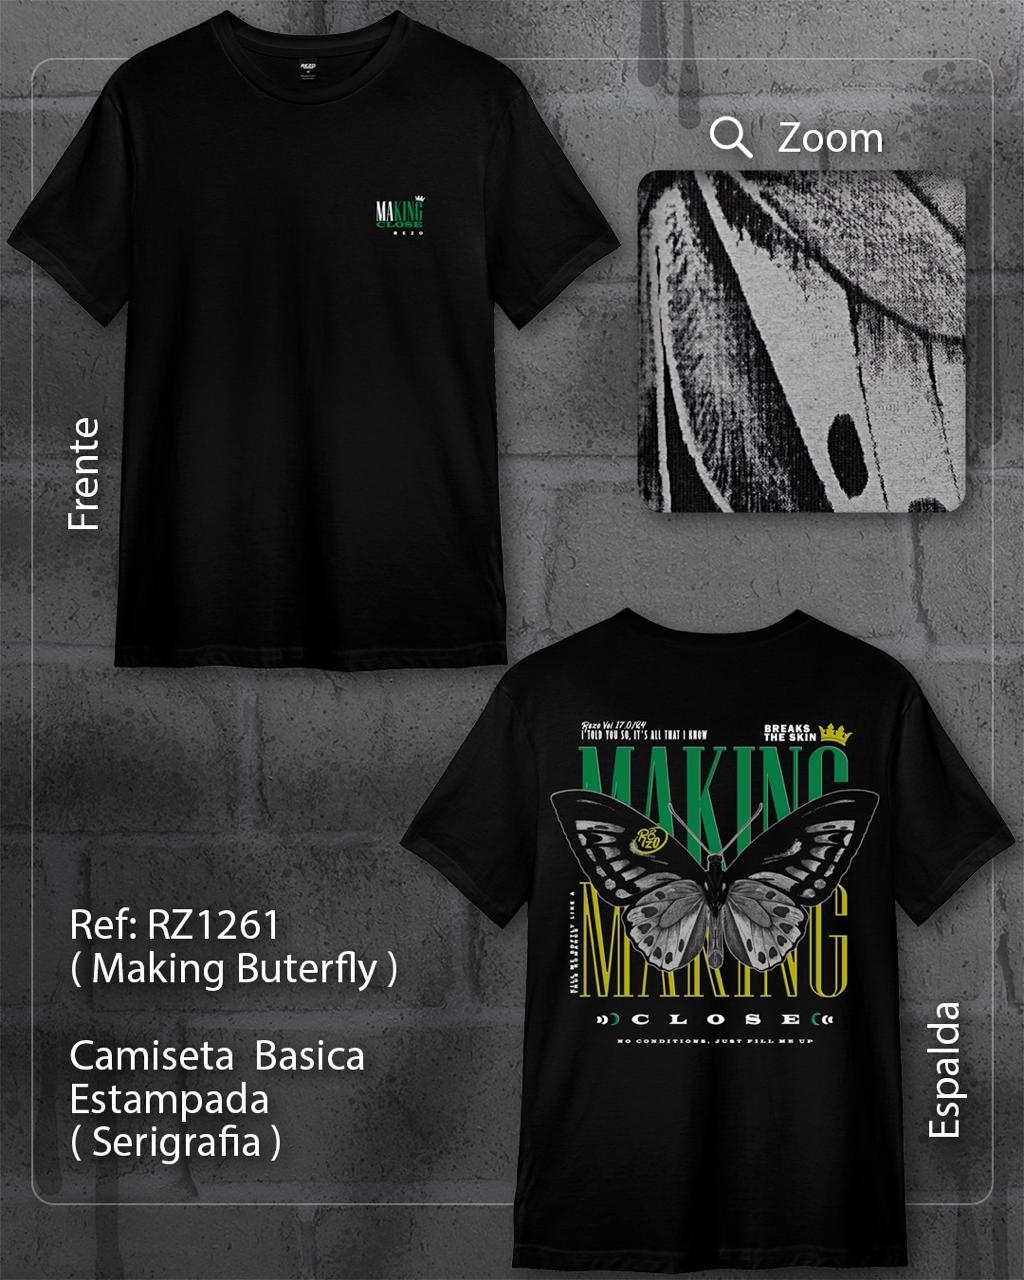 REZO
MAKING
CLOSE
REZO
Zoom
Frente
Rezo Vol 17.0/24
I TOLD YOU SO, IT'S ALL THAT I KNOW
BREAKS
THE SKIN
MAKING
MAKING
CLOSE
NO CONDITIONS, JUST FILL ME UP
Ref: RZ1261
( Making Buterfly )
Camiseta Basica
Estampada
( Serigrafia )
Espalda